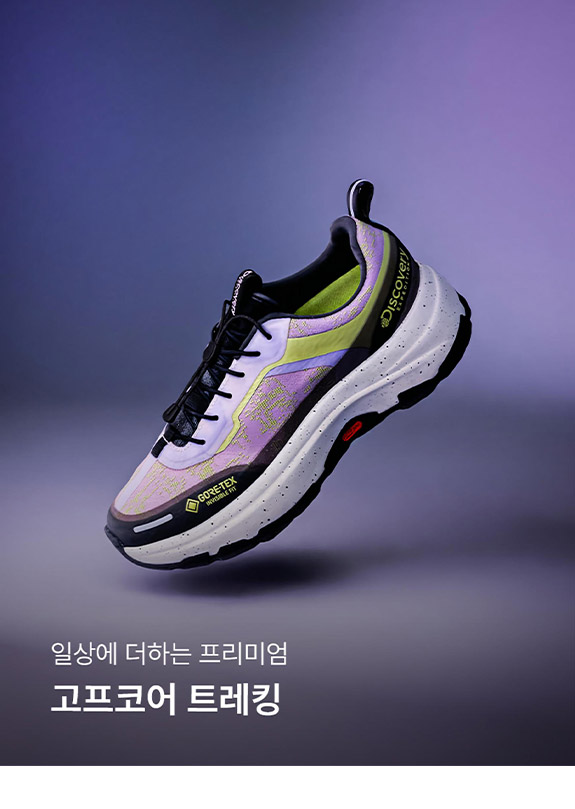 Discovery
EXPEDITION
GORE-TEX
INVISIBLE FIT
일상에 더하는 프리미엄
고프코어 트레킹